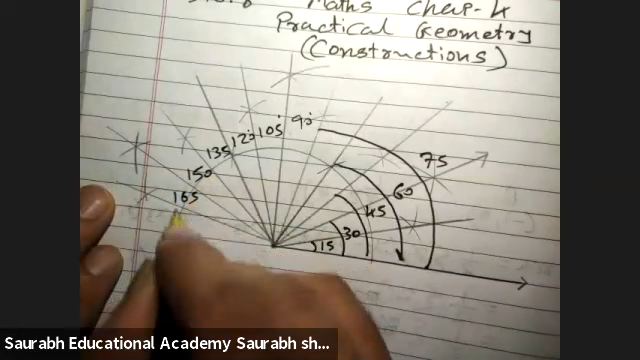 Maths Chap-4
Practical Geometry
(Constructions)
90
105
120
135
150
165
75
60
45
30
15
Saurabh Educational Academy Saurabh sh...